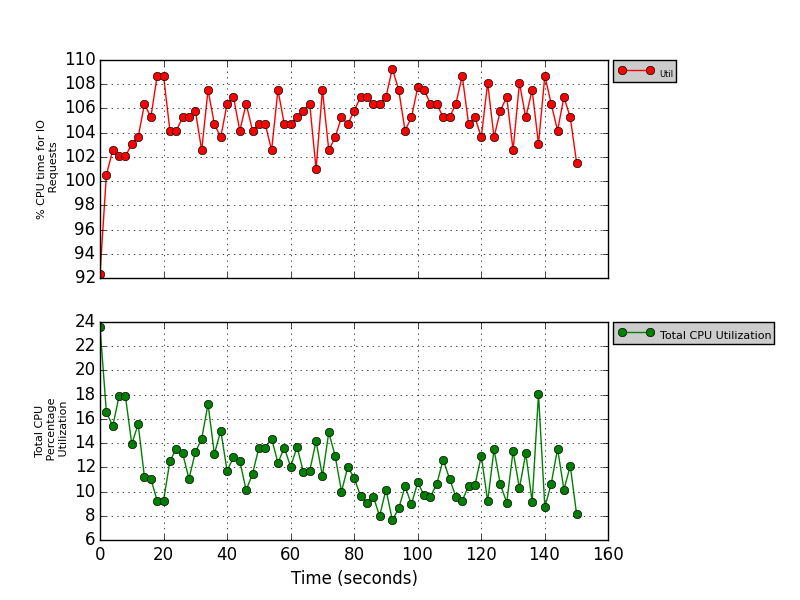 110
108
106
104
102
100
98
96
94
92
% CPU time for IO
Requests
Util
24
22
20
18
16
14
12
10
8
6
Total CPU
Percentage
Utilization
Total CPU Utilization
0 20 40 60 80 100 120 140 160
Time (seconds)